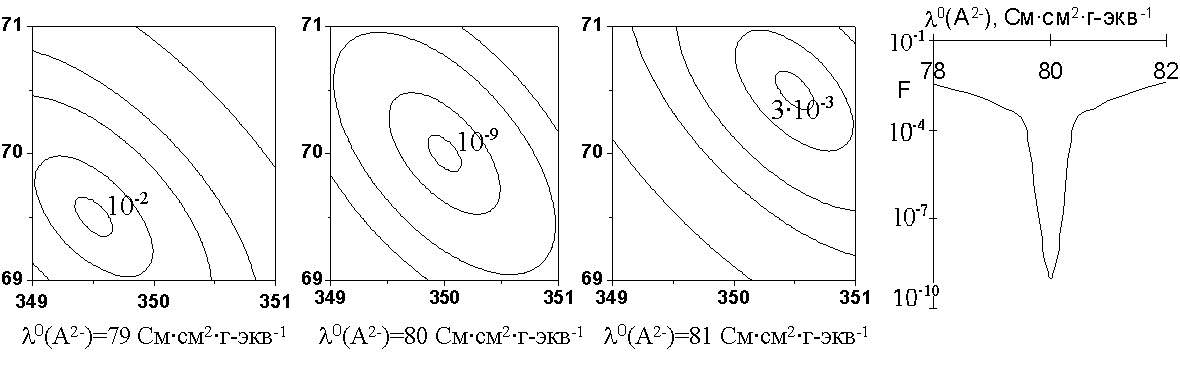 71
70
69
349 350 351
10⁻²
λ⁰(A²⁻)=79 См·см²·г-экв⁻¹
71
70
69
349 350 351
10⁻⁹
λ⁰(A²⁻)=80 См·см²·г-экв⁻¹
71
70
69
349 350 351
3·10⁻³
λ⁰(A²⁻)=81 См·см²·г-экв⁻¹
λ⁰(A²⁻), См·см²·г-экв⁻¹
10⁻¹
78 80 82
F
10⁻⁴
10⁻⁷
10⁻¹⁰